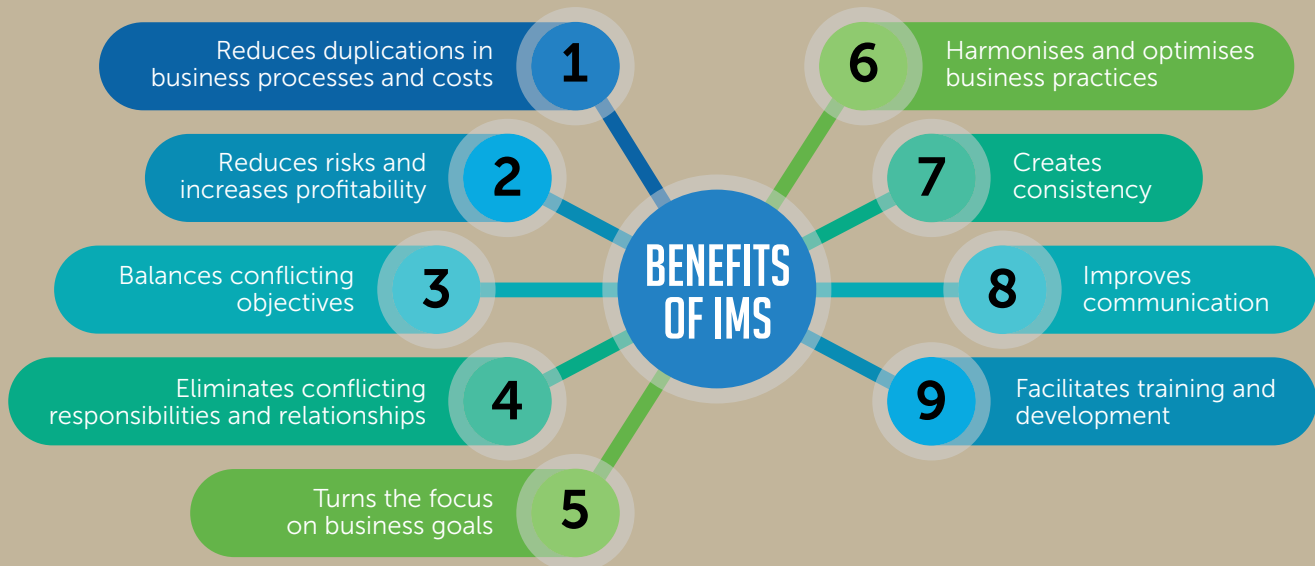 BENEFITS
OF IMS
1
Reduces duplications in
business processes and costs
2
Reduces risks and
increases profitability
3
Balances conflicting
objectives
4
Eliminates conflicting
responsibilities and relationships
5
Turns the focus
on business goals
6
Harmonises and optimises
business practices
7
Creates
consistency
8
Improves
communication
9
Facilitates training and
development